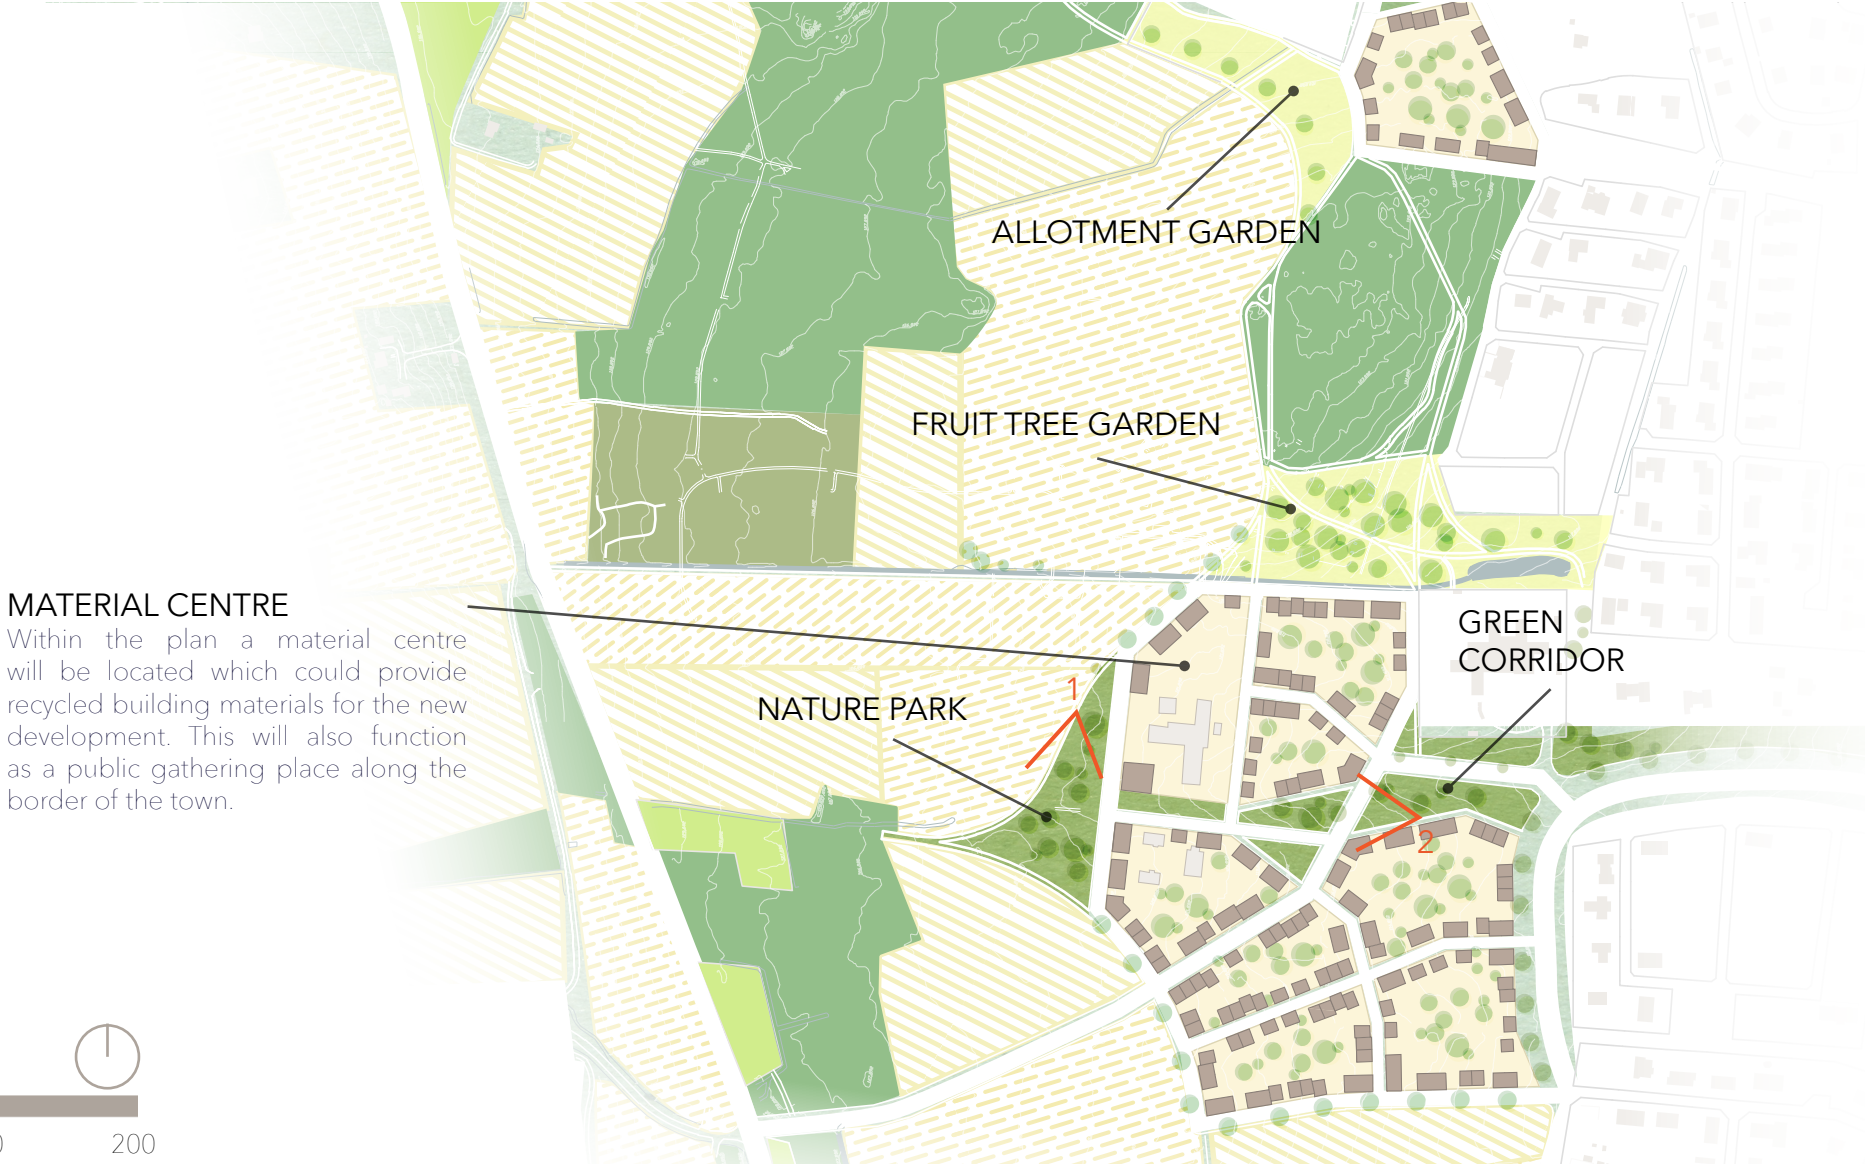 ALLOTMENT GARDEN
FRUIT TREE GARDEN
MATERIAL CENTRE
Within the plan a material centre
will be located which could provide
recycled building materials for the new
development. This will also function
as a public gathering place along the
border of the town.
GREEN
CORRIDOR
NATURE PARK
1
2
200